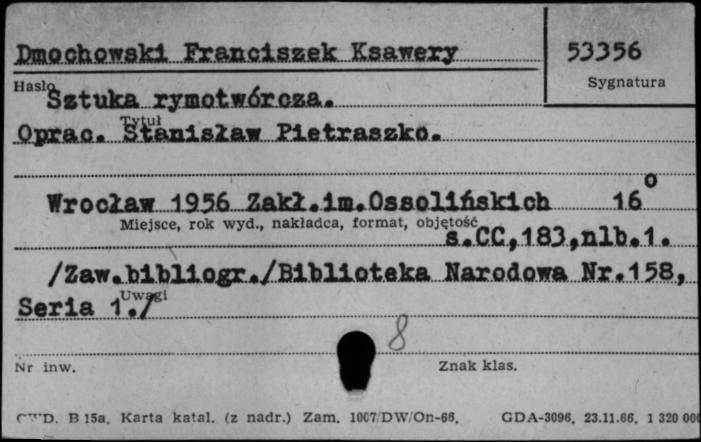 Dmochowski Franciszek Ksawery 53356
Hasło Sygnatura
Sztuka rymotwórcza.
Tytuł
Oprac. Stanisław Pietraszko.
Wrocław 1956 Zakł.im.Ossolińskich 16o
Miejsce, rok wyd., nakładca, format, objętość
s.CC,183,nlb.1.
/Zaw.bibliogr./Biblioteka Narodowa Nr.158,
Uwagi
Seria 1./
8
Nr inw. Znak klas.
CWD. B 15a. Karta katal. (z nadr.) Zam. 1007/DW/On-66. GDA-3096. 23.11.66. 1 320 000